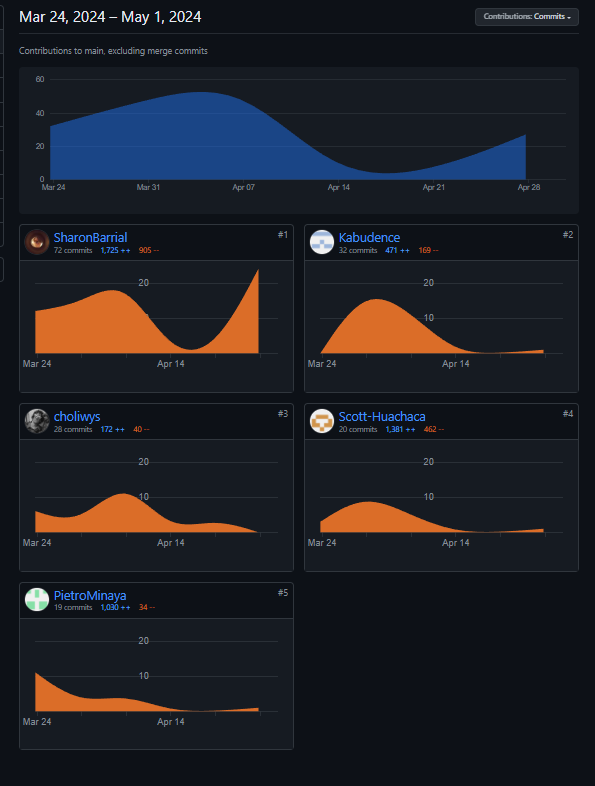 Mar 24, 2024 – May 1, 2024
Contributions: Commits
Contributions to main, excluding merge commits
60
40
20
0
Mar 24 Mar 31 Apr 07 Apr 14 Apr 21 Apr 28
SharonBarrial #1
72 commits 1,725 ++ 905 --
20
10
Mar 24 Apr 14
Kabudence #2
32 commits 471 ++ 169 --
20
10
Mar 24 Apr 14
choliwys #3
28 commits 172 ++ 40 --
20
10
Mar 24 Apr 14
Scott-Huachaca #4
20 commits 1,381 ++ 462 --
20
10
Mar 24 Apr 14
PietroMinaya #5
19 commits 1,030 ++ 34 --
20
10
Mar 24 Apr 14